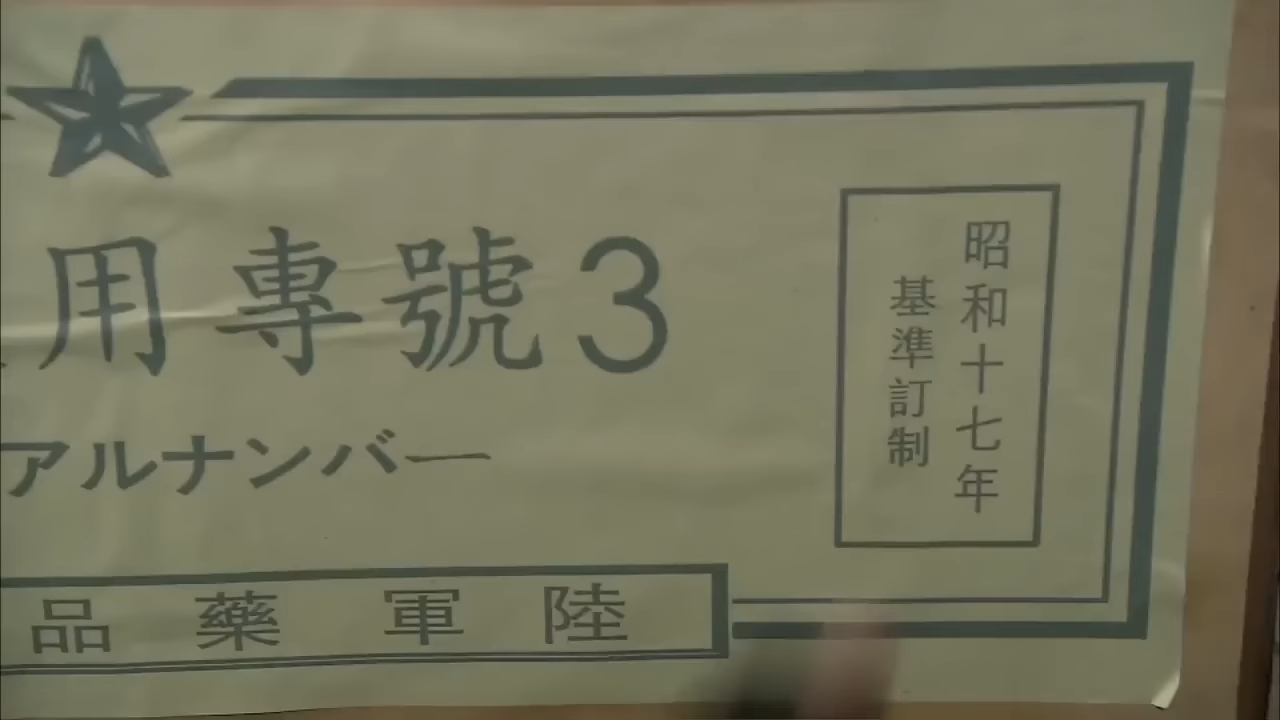 用專號3
アルナンバー
品藥軍陸
昭和十七年
基準訂制